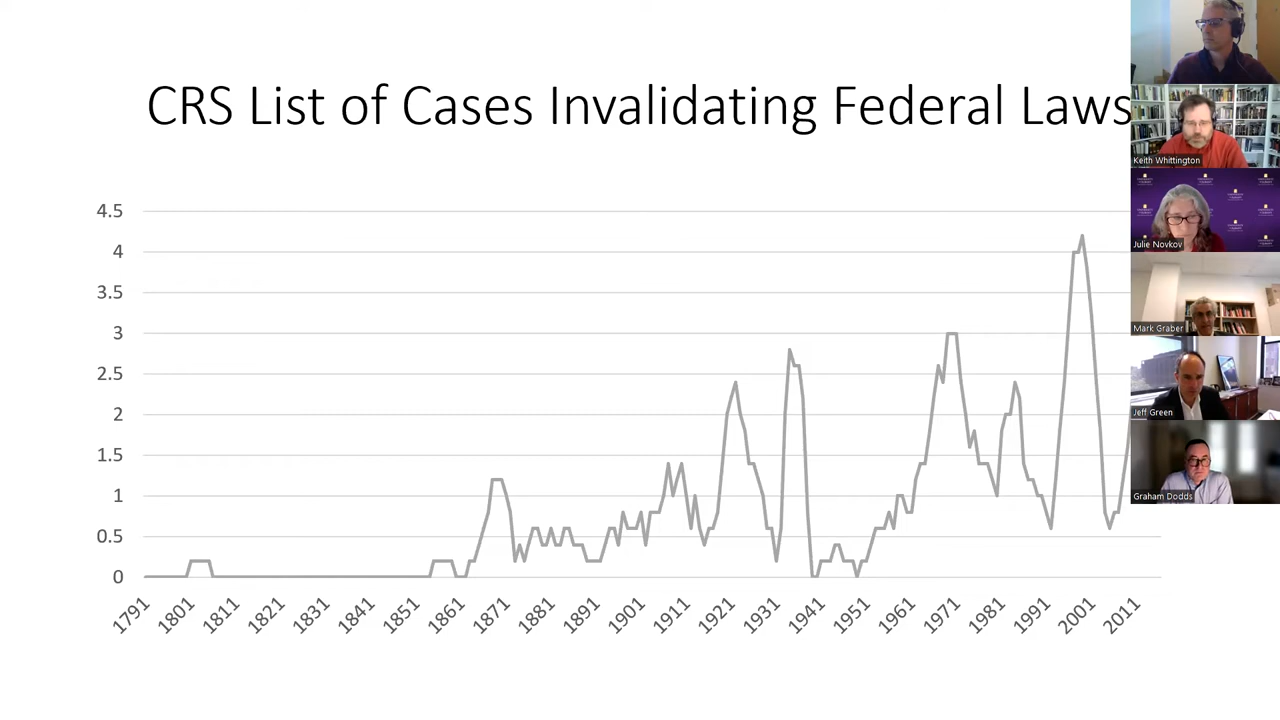 CRS List of Cases Invalidating Federal Laws
4.5
4
3.5
3
2.5
2
1.5
1
0.5
0
1791 1801 1811 1821 1831 1841 1851 1861 1871 1881 1891 1901 1911 1921 1931 1941 1951 1961 1971 1981 1991 2001 2011
Keith Whittington
Julie Novkov
Mark Graber
Jeff Green
Graham Dodds